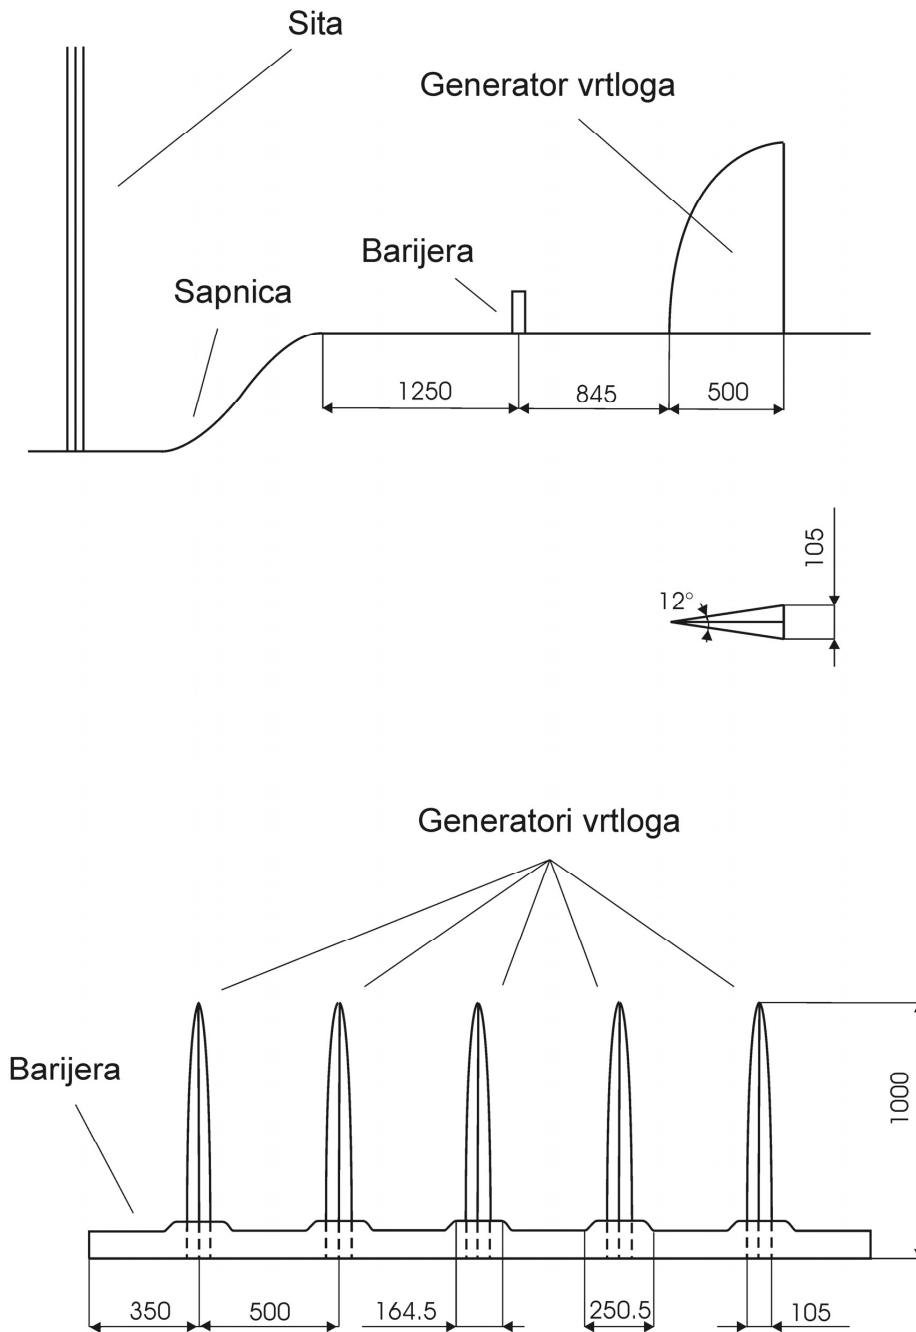 Sita
Generator vrtloga
Barijera
Sapnica
1250
845
500
105
12°
Generatori vrtloga
Barijera
1000
350
500
164.5
250.5
105